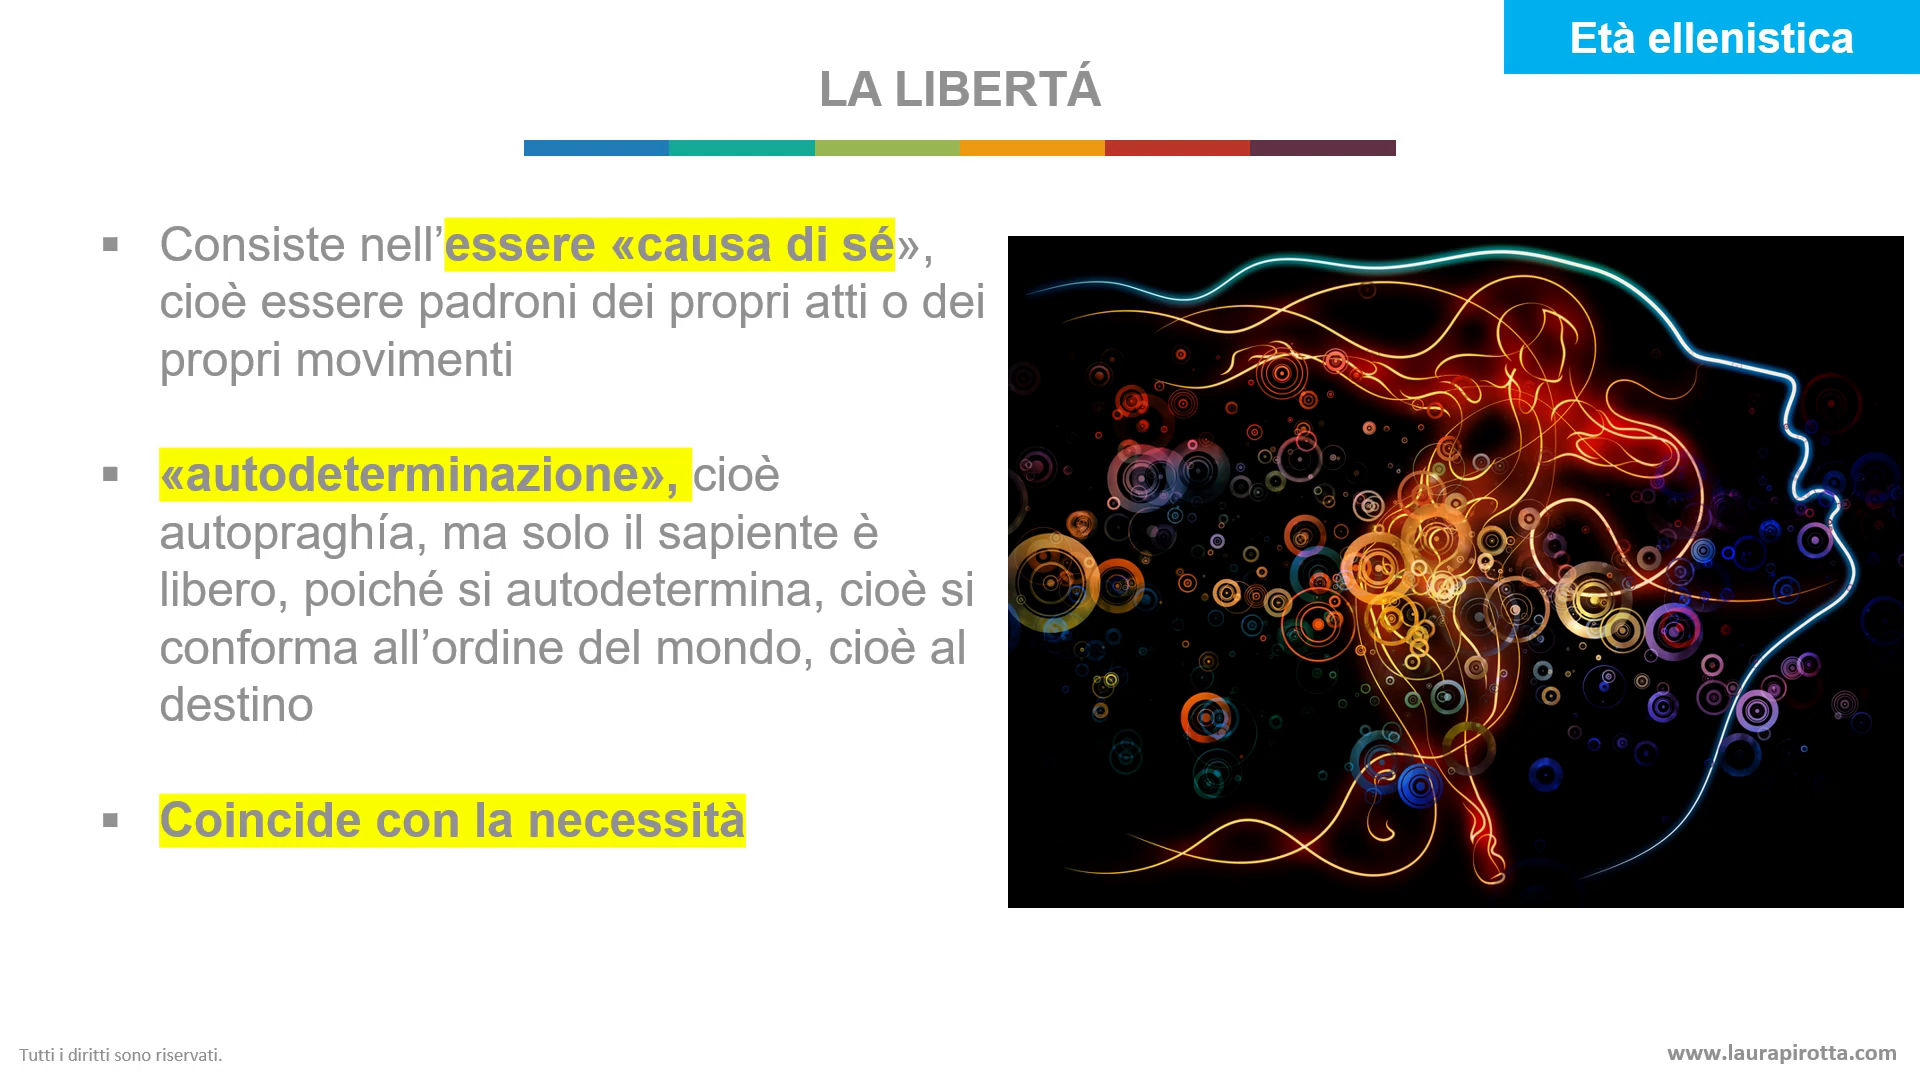 Età ellenistica
LA LIBERTÁ
▪ Consiste nell’essere «causa di sé»,
cioè essere padroni dei propri atti o dei
propri movimenti
▪ «autodeterminazione», cioè
autopraghía, ma solo il sapiente è
libero, poiché si autodetermina, cioè si
conforma all’ordine del mondo, cioè al
destino
▪ Coincide con la necessità
Tutti i diritti sono riservati.
www.laurapirotta.com